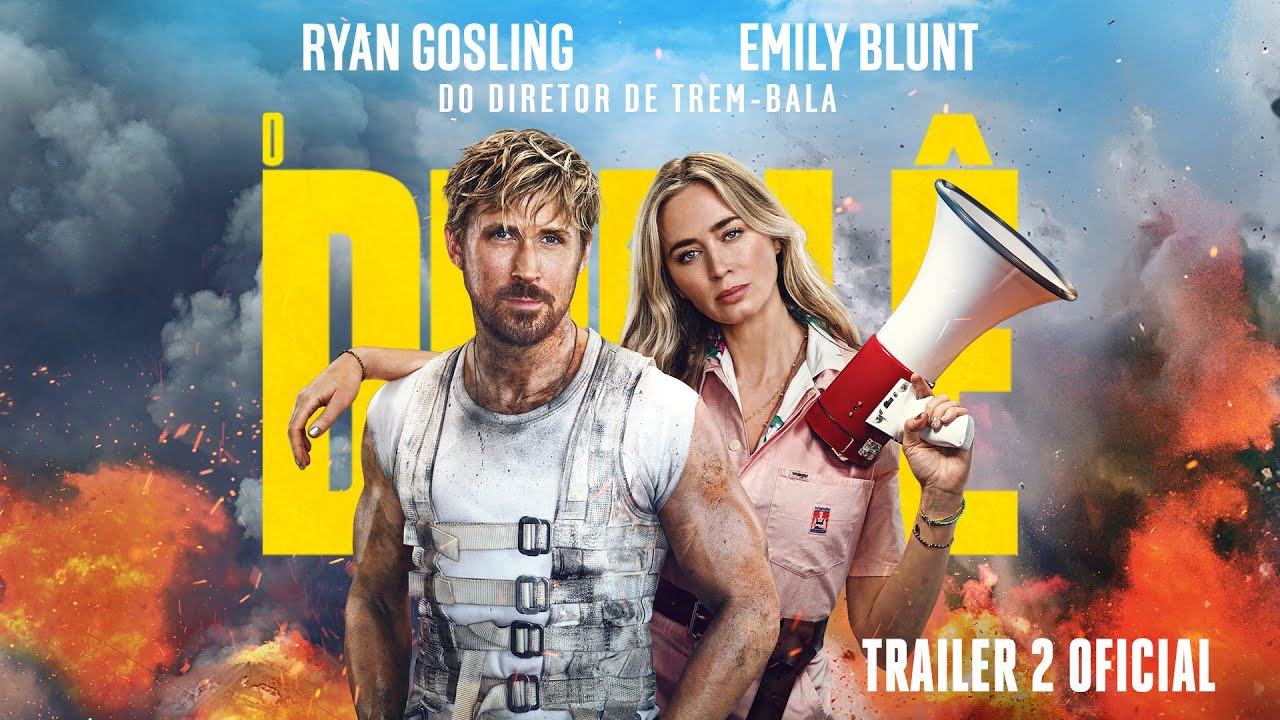 RYAN GOSLING EMILY BLUNT
DO DIRETOR DE TREM-BALA
O
TRAILER 2 OFICIAL